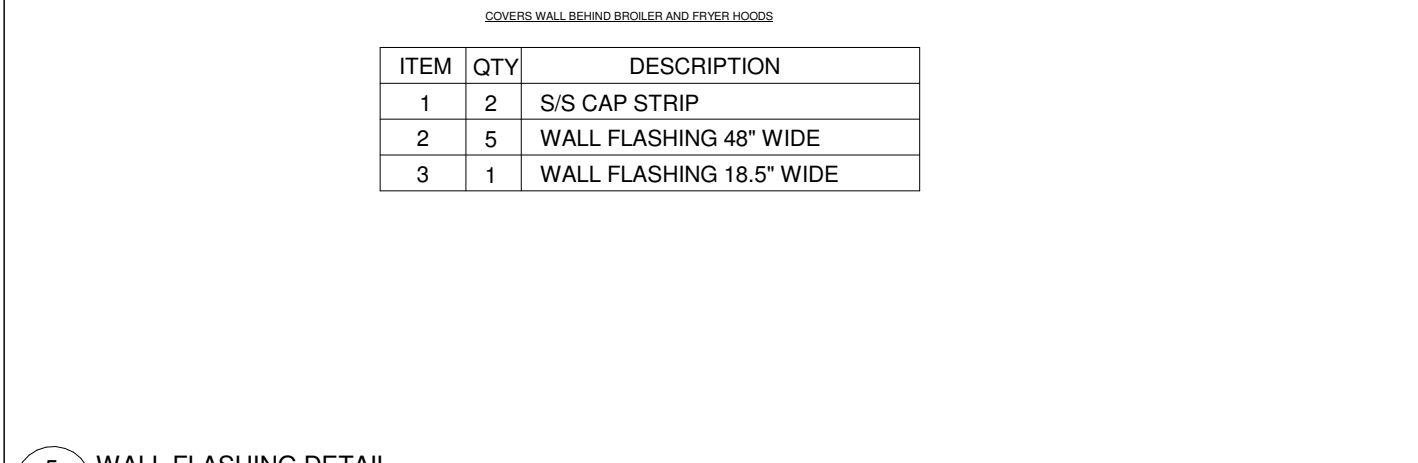 COVERS WALL BEHIND BROILER AND FRYER HOODS
ITEM QTY DESCRIPTION
1 2 S/S CAP STRIP
2 5 WALL FLASHING 48" WIDE
3 1 WALL FLASHING 18.5" WIDE
5 WALL FLASHING DETAIL